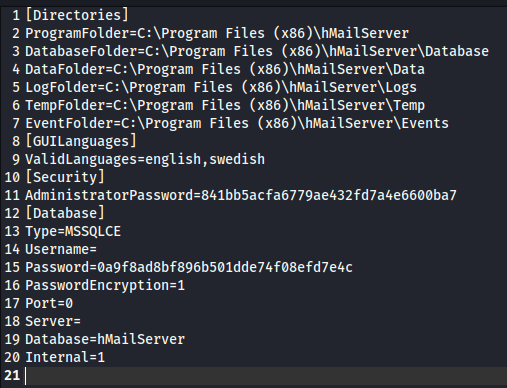 1 [Directories]
2 ProgramFolder=C:\Program Files (x86)\hMailServer
3 DatabaseFolder=C:\Program Files (x86)\hMailServer\Database
4 DataFolder=C:\Program Files (x86)\hMailServer\Data
5 LogFolder=C:\Program Files (x86)\hMailServer\Logs
6 TempFolder=C:\Program Files (x86)\hMailServer\Temp
7 EventFolder=C:\Program Files (x86)\hMailServer\Events
8 [GUILanguages]
9 ValidLanguages=english,swedish
10 [Security]
11 AdministratorPassword=841bb5acfa6779ae432fd7a4e6600ba7
12 [Database]
13 Type=MSSQLCE
14 Username=
15 Password=0a9f8ad8bf896b501dde74f08efd7e4c
16 PasswordEncryption=1
17 Port=0
18 Server=
19 Database=hMailServer
20 Internal=1
21